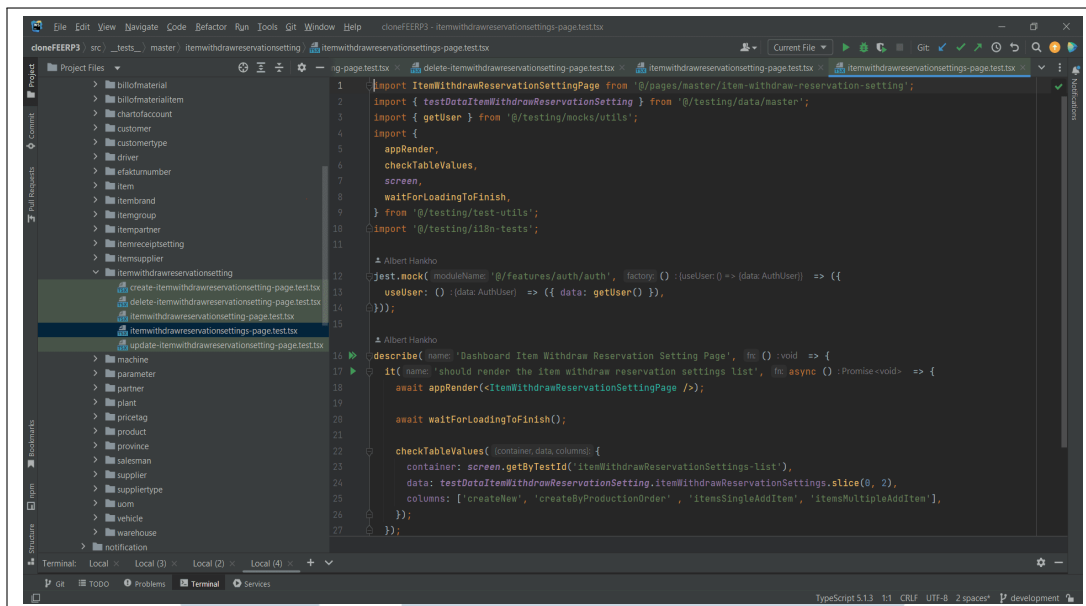 File Edit View Navigate Code Refactor Run Tools Git Window Help cloneFEERP3 - itemwithdrawreservationsettings-page.test.tsx
cloneFEERP3 〉 src 〉 __tests__ 〉 master 〉 itemwithdrawreservationsetting 〉 itemwithdrawreservationsettings-page.test.tsx Current File Git:
Project Files
ng-page.test.tsx delete-itemwithdrawreservationsetting-page.test.tsx itemwithdrawreservationsetting-page.test.tsx itemwithdrawreservationsettings-page.test.tsx
Project
Commit
Pull Requests
Bookmarks
npm
Structure
billofmaterial
billofmaterialitem
chartofaccount
customer
customertype
driver
efakturnumber
item
itembrand
itemgroup
itempartner
itemreceiptsetting
itemsupplier
itemwithdrawreservationsetting
create-itemwithdrawreservationsetting-page.test.tsx
delete-itemwithdrawreservationsetting-page.test.tsx
itemwithdrawreservationsetting-page.test.tsx
itemwithdrawreservationsettings-page.test.tsx
update-itemwithdrawreservationsetting-page.test.tsx
machine
parameter
partner
plant
pricetag
product
province
salesman
supplier
suppliertype
uom
vehicle
warehouse
notification
1 import ItemWithdrawReservationSettingPage from '@/pages/master/item-withdraw-reservation-setting';
2 import { testDataItemWithdrawReservationSetting } from '@/testing/data/master';
3 import { getUser } from '@/testing/mocks/utils';
4 import {
5 appRender,
6 checkTableValues,
7 screen,
8 waitForLoadingToFinish,
9 } from '@/testing/test-utils';
10 import '@/testing/i18n-tests';
11
Albert Hankho
12 jest.mock( moduleName: '@/features/auth/auth', factory: () : {useUser: () => {data: AuthUser}} => ({
13 useUser: () : {data: AuthUser} => ({ data: getUser() }),
14 }));
15
Albert Hankho
16 describe( name: 'Dashboard Item Withdraw Reservation Setting Page', fn: () : void => {
17 it( name: 'should render the item withdraw reservation settings list', fn: async () : Promise<void> => {
18 await appRender(<ItemWithdrawReservationSettingPage />);
19
20 await waitForLoadingToFinish();
21
22 checkTableValues( {container, data, columns}: {
23 container: screen.getByTestId('itemWithdrawReservationSettings-list'),
24 data: testDataItemWithdrawReservationSetting.itemWithdrawReservationSettings.slice(0, 2),
25 columns: ['createNew', 'createByProductionOrder' , 'itemsSingleAddItem', 'itemsMultipleAddItem'],
26 });
27 });
Notifications
Terminal: Local Local (3) Local (2) Local (4)
Git TODO Problems Terminal Services
TypeScript 5.1.3 1:1 CRLF UTF-8 2 spaces* development